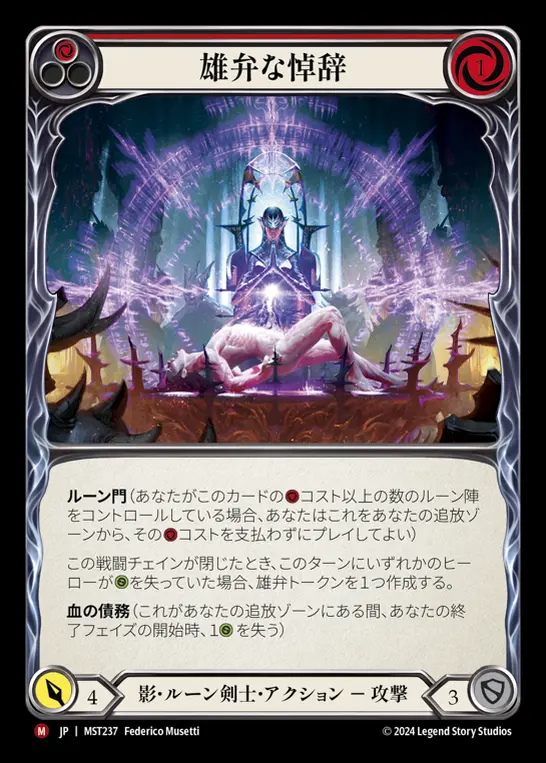 雄弁な悼辞
1
ルーン門(あなたがこのカードのコスト以上の数のルーン陣
をコントロールしている場合、あなたはこれをあなたの追放ゾ
ーンから、そのコストを支払わずにプレイしてよい)
この戦闘チェインが閉じたとき、このターンにいずれかのヒー
ローがを失っていた場合、雄弁トークンを1つ作成する。
血の債務(これがあなたの追放ゾーンにある間、あなたの終
了フェイズの開始時、1を失う)
4
影・ルーン剣士・アクション － 攻撃
3
M JP | MST237 Federico Musetti
© 2024 Legend Story Studios